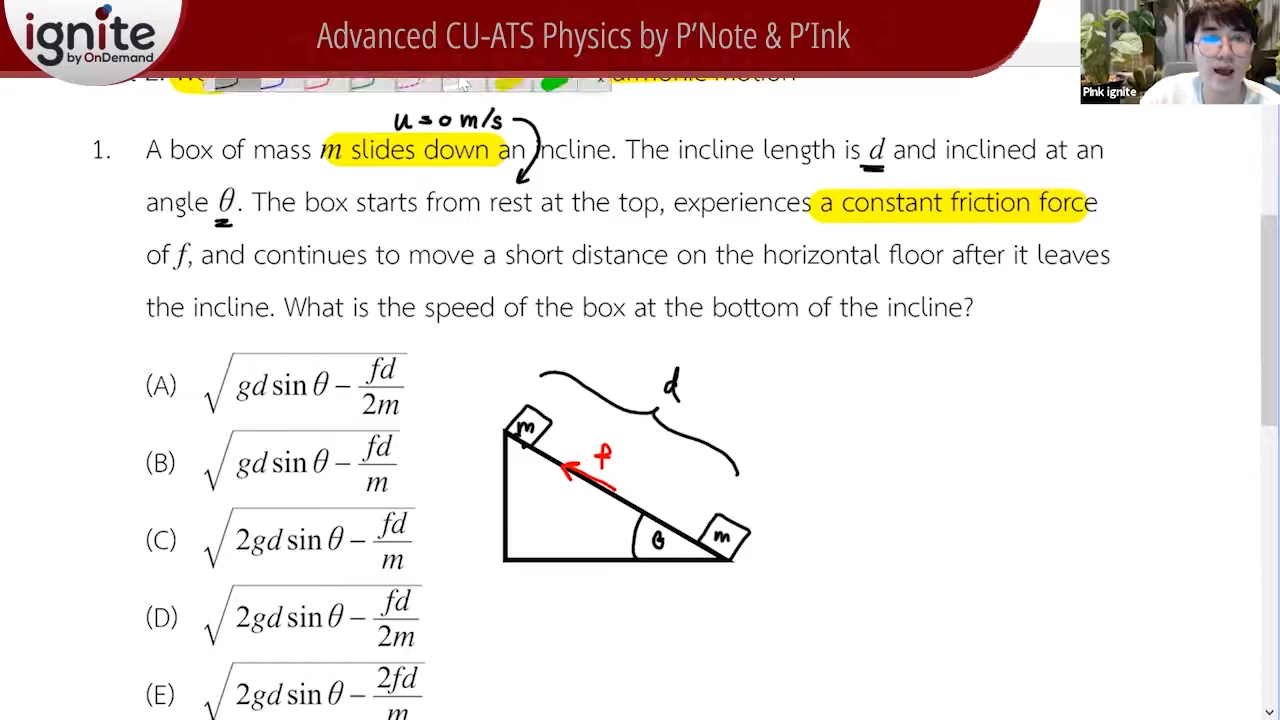 ignite
by OnDemand
Advanced CU-ATS Physics by P'Note & P'Ink
P!nk ignite
u = 0 m/s
1. A box of mass m slides down an incline. The incline length is d and inclined at an
angle θ. The box starts from rest at the top, experiences a constant friction force
of f, and continues to move a short distance on the horizontal floor after it leaves
the incline. What is the speed of the box at the bottom of the incline?
(A) √(gd sin θ − fd/2m)
(B) √(gd sin θ − fd/m)
(C) √(2gd sin θ − fd/m)
(D) √(2gd sin θ − fd/2m)
(E) √(2gd sin θ − 2fd/m)
d
m
f
θ
m